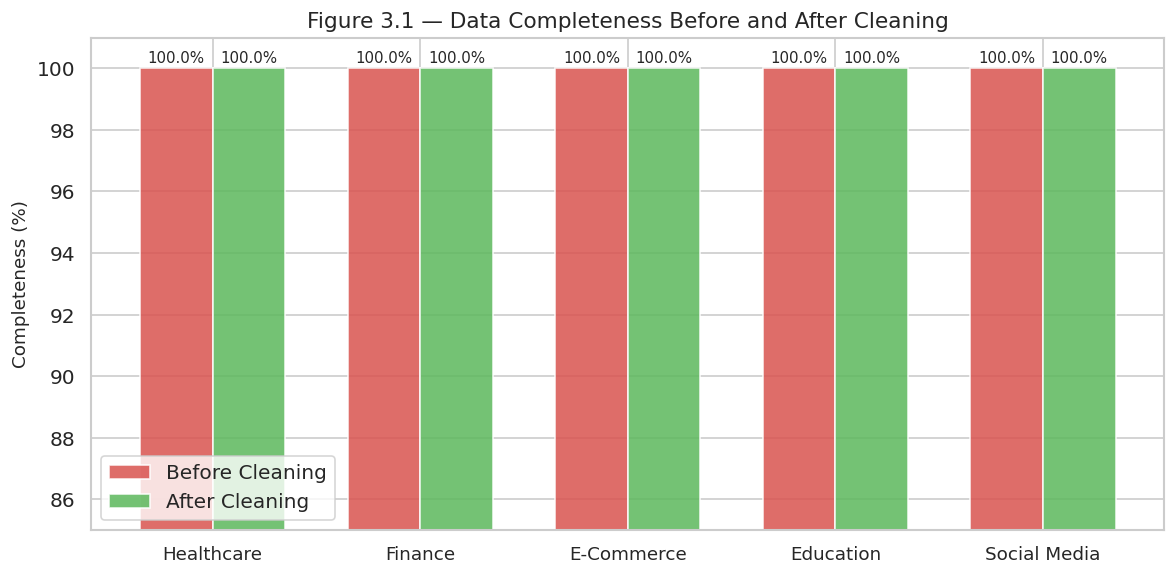 Figure 3.1 — Data Completeness Before and After Cleaning
100.0% 100.0% 100.0% 100.0% 100.0% 100.0% 100.0% 100.0% 100.0% 100.0%
100
98
96
94
92
90
88
86
Completeness (%)
Before Cleaning
After Cleaning
Healthcare Finance E-Commerce Education Social Media